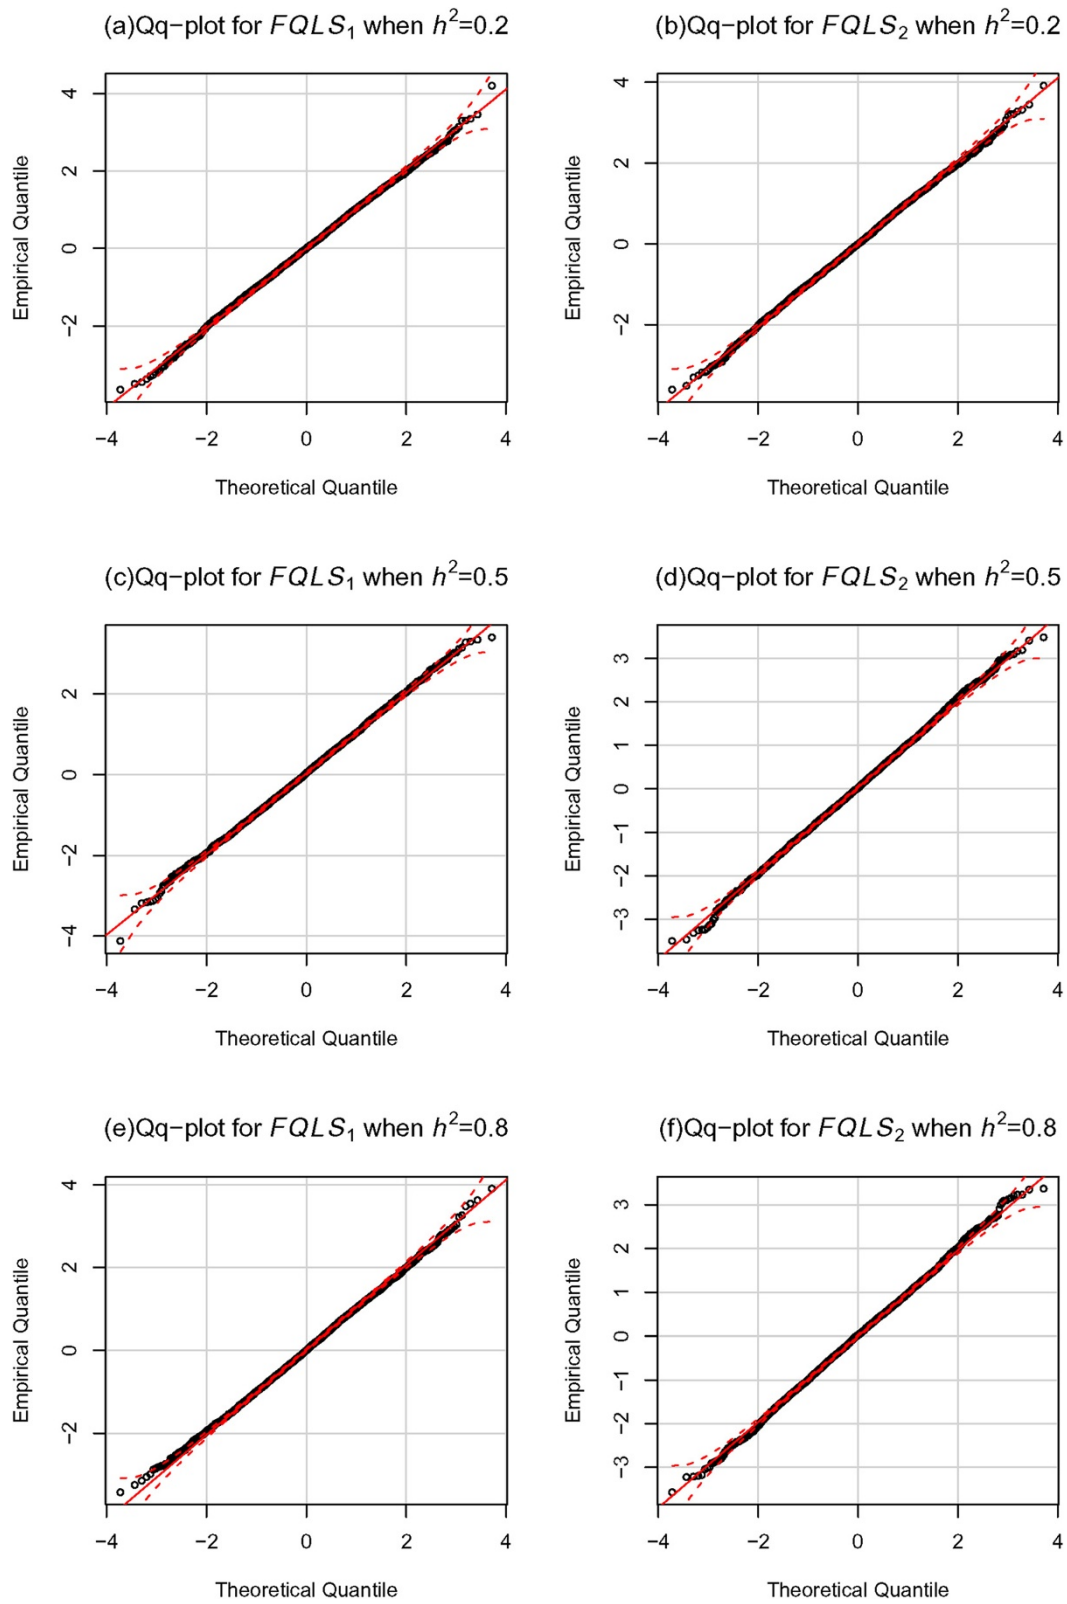 (a)Qq−plot for FQLS₁ when h²=0.2
Empirical Quantile
4
2
0
−2
−4 −2 0 2 4
Theoretical Quantile
(b)Qq−plot for FQLS₂ when h²=0.2
Empirical Quantile
4
2
0
−2
−4 −2 0 2 4
Theoretical Quantile
(c)Qq−plot for FQLS₁ when h²=0.5
Empirical Quantile
2
0
−2
−4
−4 −2 0 2 4
Theoretical Quantile
(d)Qq−plot for FQLS₂ when h²=0.5
Empirical Quantile
3
2
1
0
−1
−2
−3
−4 −2 0 2 4
Theoretical Quantile
(e)Qq−plot for FQLS₁ when h²=0.8
Empirical Quantile
4
2
0
−2
−4 −2 0 2 4
Theoretical Quantile
(f)Qq−plot for FQLS₂ when h²=0.8
Empirical Quantile
3
2
1
0
−1
−2
−3
−4 −2 0 2 4
Theoretical Quantile